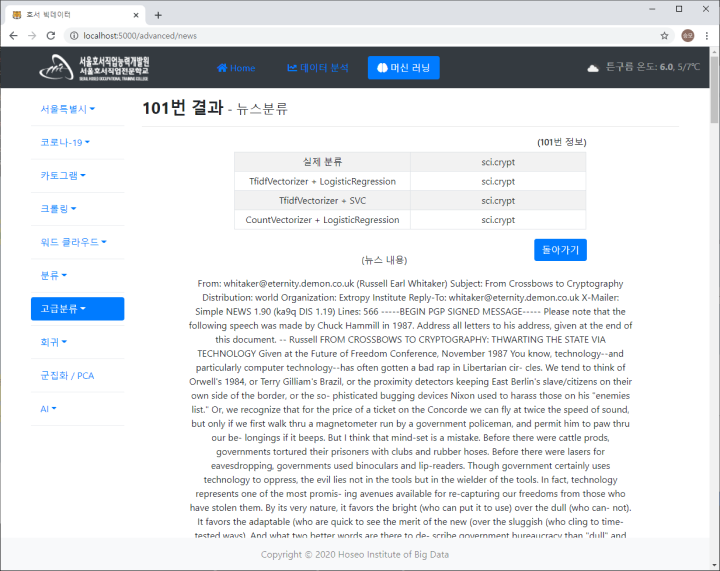 호서 빅데이터
localhost:5000/advanced/news
서울호서직업능력개발원
서울호서직업전문학교
SEOUL HOSEO OCCUPATIONAL TRAINING COLLEGE
Home
데이터 분석
머신 러닝
튼구름 온도: 6.0, 5/7℃
서울특별시
코로나-19
카토그램
크롤링
워드 클라우드
분류
고급분류
회귀
군집화 / PCA
AI
101번 결과 - 뉴스분류
(101번 정보)
실제 분류 sci.crypt
TfidfVectorizer + LogisticRegression sci.crypt
TfidfVectorizer + SVC sci.crypt
CountVectorizer + LogisticRegression sci.crypt
돌아가기
(뉴스 내용)
From: whitaker@eternity.demon.co.uk (Russell Earl Whitaker) Subject: From Crossbows to Cryptography
Distribution: world Organization: Extropy Institute Reply-To: whitaker@eternity.demon.co.uk X-Mailer:
Simple NEWS 1.90 (ka9q DIS 1.19) Lines: 566 -----BEGIN PGP SIGNED MESSAGE----- Please note that the
following speech was made by Chuck Hammill in 1987. Address all letters to his address, given at the end of
this document. -- Russell FROM CROSSBOWS TO CRYPTOGRAPHY: THWARTING THE STATE VIA
TECHNOLOGY Given at the Future of Freedom Conference, November 1987 You know, technology--and
particularly computer technology--has often gotten a bad rap in Libertarian cir- cles. We tend to think of
Orwell's 1984, or Terry Gilliam's Brazil, or the proximity detectors keeping East Berlin's slave/citizens on their
own side of the border, or the so- phisticated bugging devices Nixon used to harass those on his "enemies
list." Or, we recognize that for the price of a ticket on the Concorde we can fly at twice the speed of sound,
but only if we first walk thru a magnetometer run by a government policeman, and permit him to paw thru
our be- longings if it beeps. But I think that mind-set is a mistake. Before there were cattle prods,
governments tortured their prisoners with clubs and rubber hoses. Before there were lasers for
eavesdropping, governments used binoculars and lip-readers. Though government certainly uses
technology to oppress, the evil lies not in the tools but in the wielder of the tools. In fact, technology
represents one of the most promis- ing avenues available for re-capturing our freedoms from those who
have stolen them. By its very nature, it favors the bright (who can put it to use) over the dull (who can- not).
It favors the adaptable (who are quick to see the merit of the new (over the sluggish (who cling to time-
tested ways). And what two better words are there to de- scribe government bureaucracy than "dull" and
Copyright © 2020 Hoseo Institute of Big Data